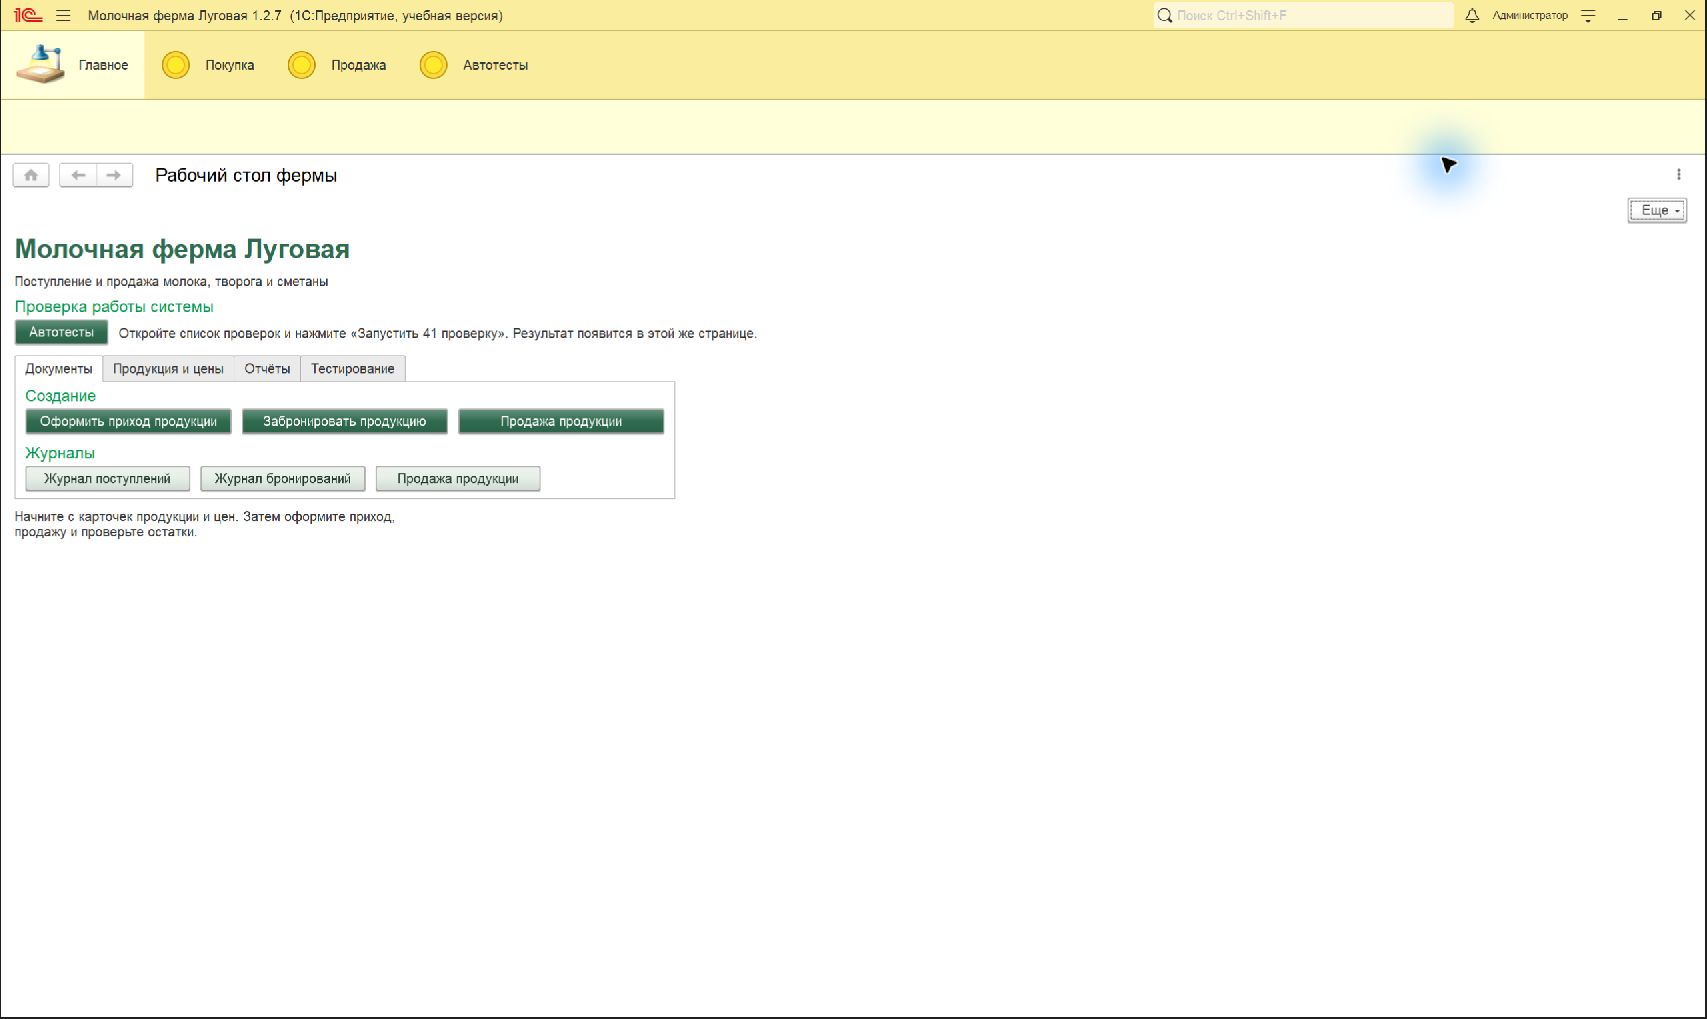 1С Молочная ферма Луговая 1.2.7 (1С:Предприятие, учебная версия) Поиск Ctrl+Shift+F Администратор
Главное Покупка Продажа Автотесты
Рабочий стол фермы
Еще
Молочная ферма Луговая
Поступление и продажа молока, творога и сметаны
Проверка работы системы
Автотесты Откройте список проверок и нажмите «Запустить 41 проверку». Результат появится в этой же странице.
Документы Продукция и цены Отчёты Тестирование
Создание
Оформить приход продукции Забронировать продукцию Продажа продукции
Журналы
Журнал поступлений Журнал бронирований Продажа продукции
Начните с карточек продукции и цен. Затем оформите приход,
продажу и проверьте остатки.